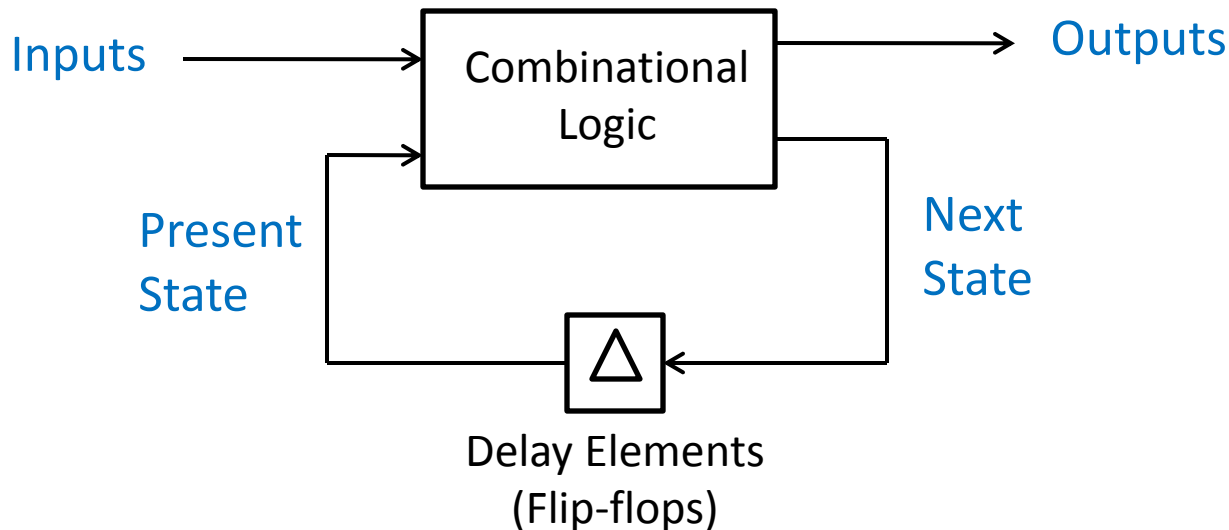 Inputs
Combinational
Logic
Outputs
Present
State
Next
State
Delay Elements
(Flip-flops)